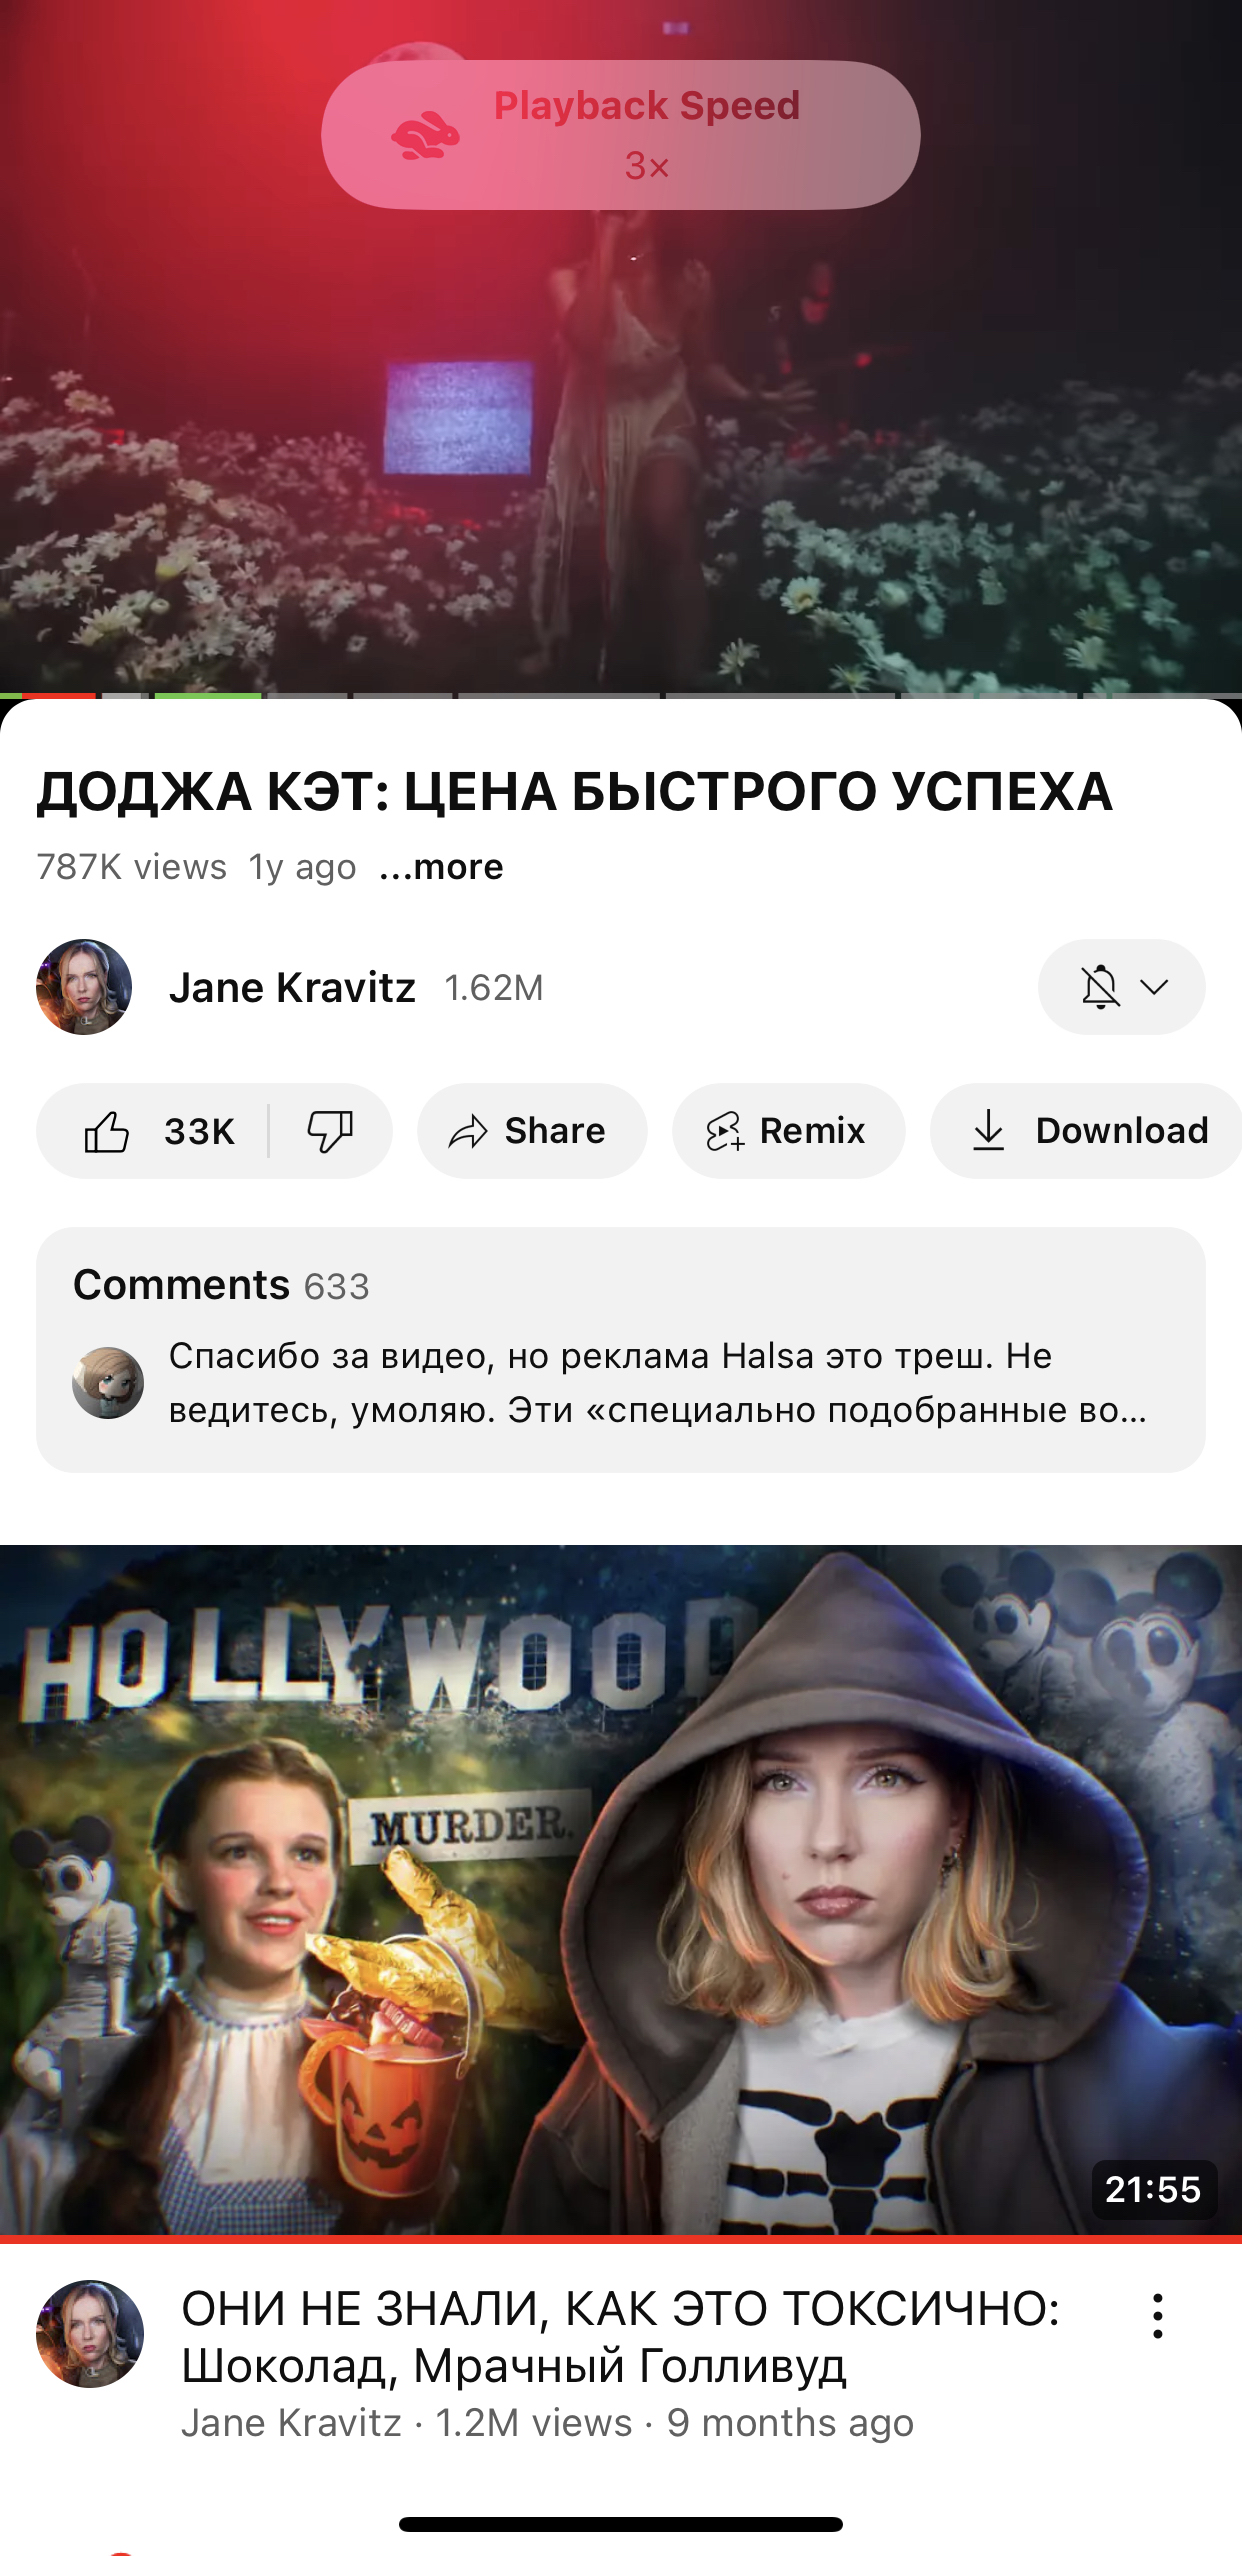 Playback Speed
3×
ДОДЖА КЭТ: ЦЕНА БЫСТРОГО УСПЕХА
787K views 1y ago ...more
Jane Kravitz 1.62M
33K
Share
Remix
Download
Comments 633
Спасибо за видео, но реклама Halsa это треш. Не
ведитесь, умоляю. Эти «специально подобранные во...
HOLLYWOOD
MURDER.
21:55
ОНИ НЕ ЗНАЛИ, КАК ЭТО ТОКСИЧНО:
Шоколад, Мрачный Голливуд
Jane Kravitz · 1.2M views · 9 months ago